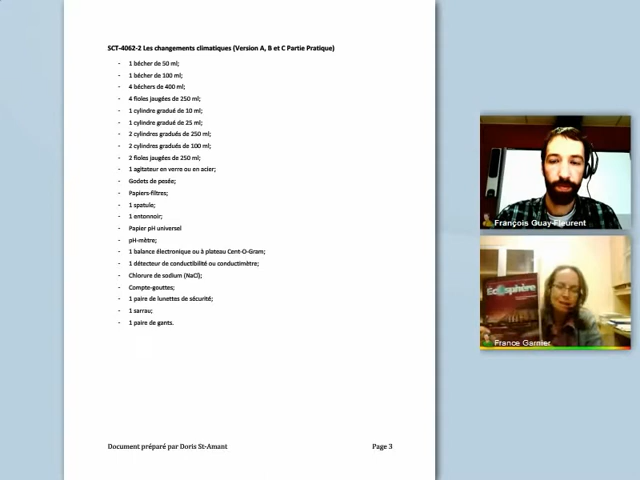 SCT-4062-2 Les changements climatiques (Version A, B et C Partie Pratique)
- 1 bécher de 50 ml;
- 1 bécher de 100 ml;
- 4 béchers de 400 ml;
- 4 fioles jaugées de 250 ml;
- 1 cylindre gradué de 10 ml;
- 1 cylindre gradué de 25 ml;
- 2 cylindres gradués de 250 ml;
- 2 cylindres gradués de 100 ml;
- 2 fioles jaugées de 250 ml;
- 1 agitateur en verre ou en acier;
- Godets de pesée;
- Papiers-filtres;
- 1 spatule;
- 1 entonnoir;
- Papier pH universel
- pH-mètre;
- 1 balance électronique ou à plateau Cent-O-Gram;
- 1 détecteur de conductibilité ou conductimètre;
- Chlorure de sodium (NaCl);
- Compte-gouttes;
- 1 paire de lunettes de sécurité;
- 1 sarrau;
- 1 paire de gants.
Document préparé par Doris St-Amant
Page 3
François Guay-Fleurent
Écosphère
France Garnier